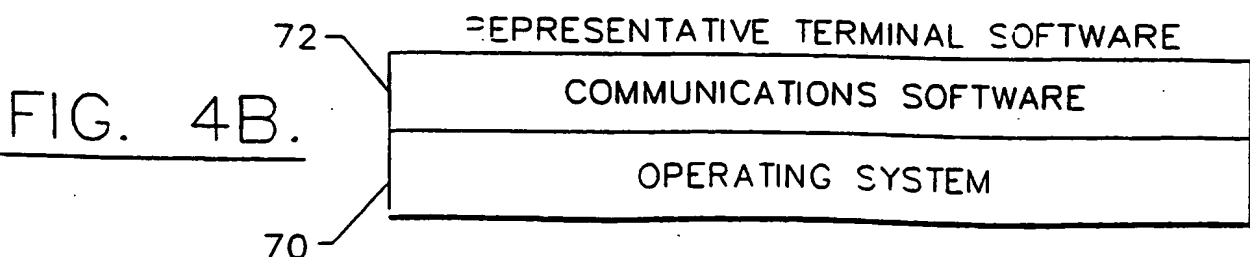 72
REPRESENTATIVE TERMINAL SOFTWARE
COMMUNICATIONS SOFTWARE
FIG. 4B.
OPERATING SYSTEM
70